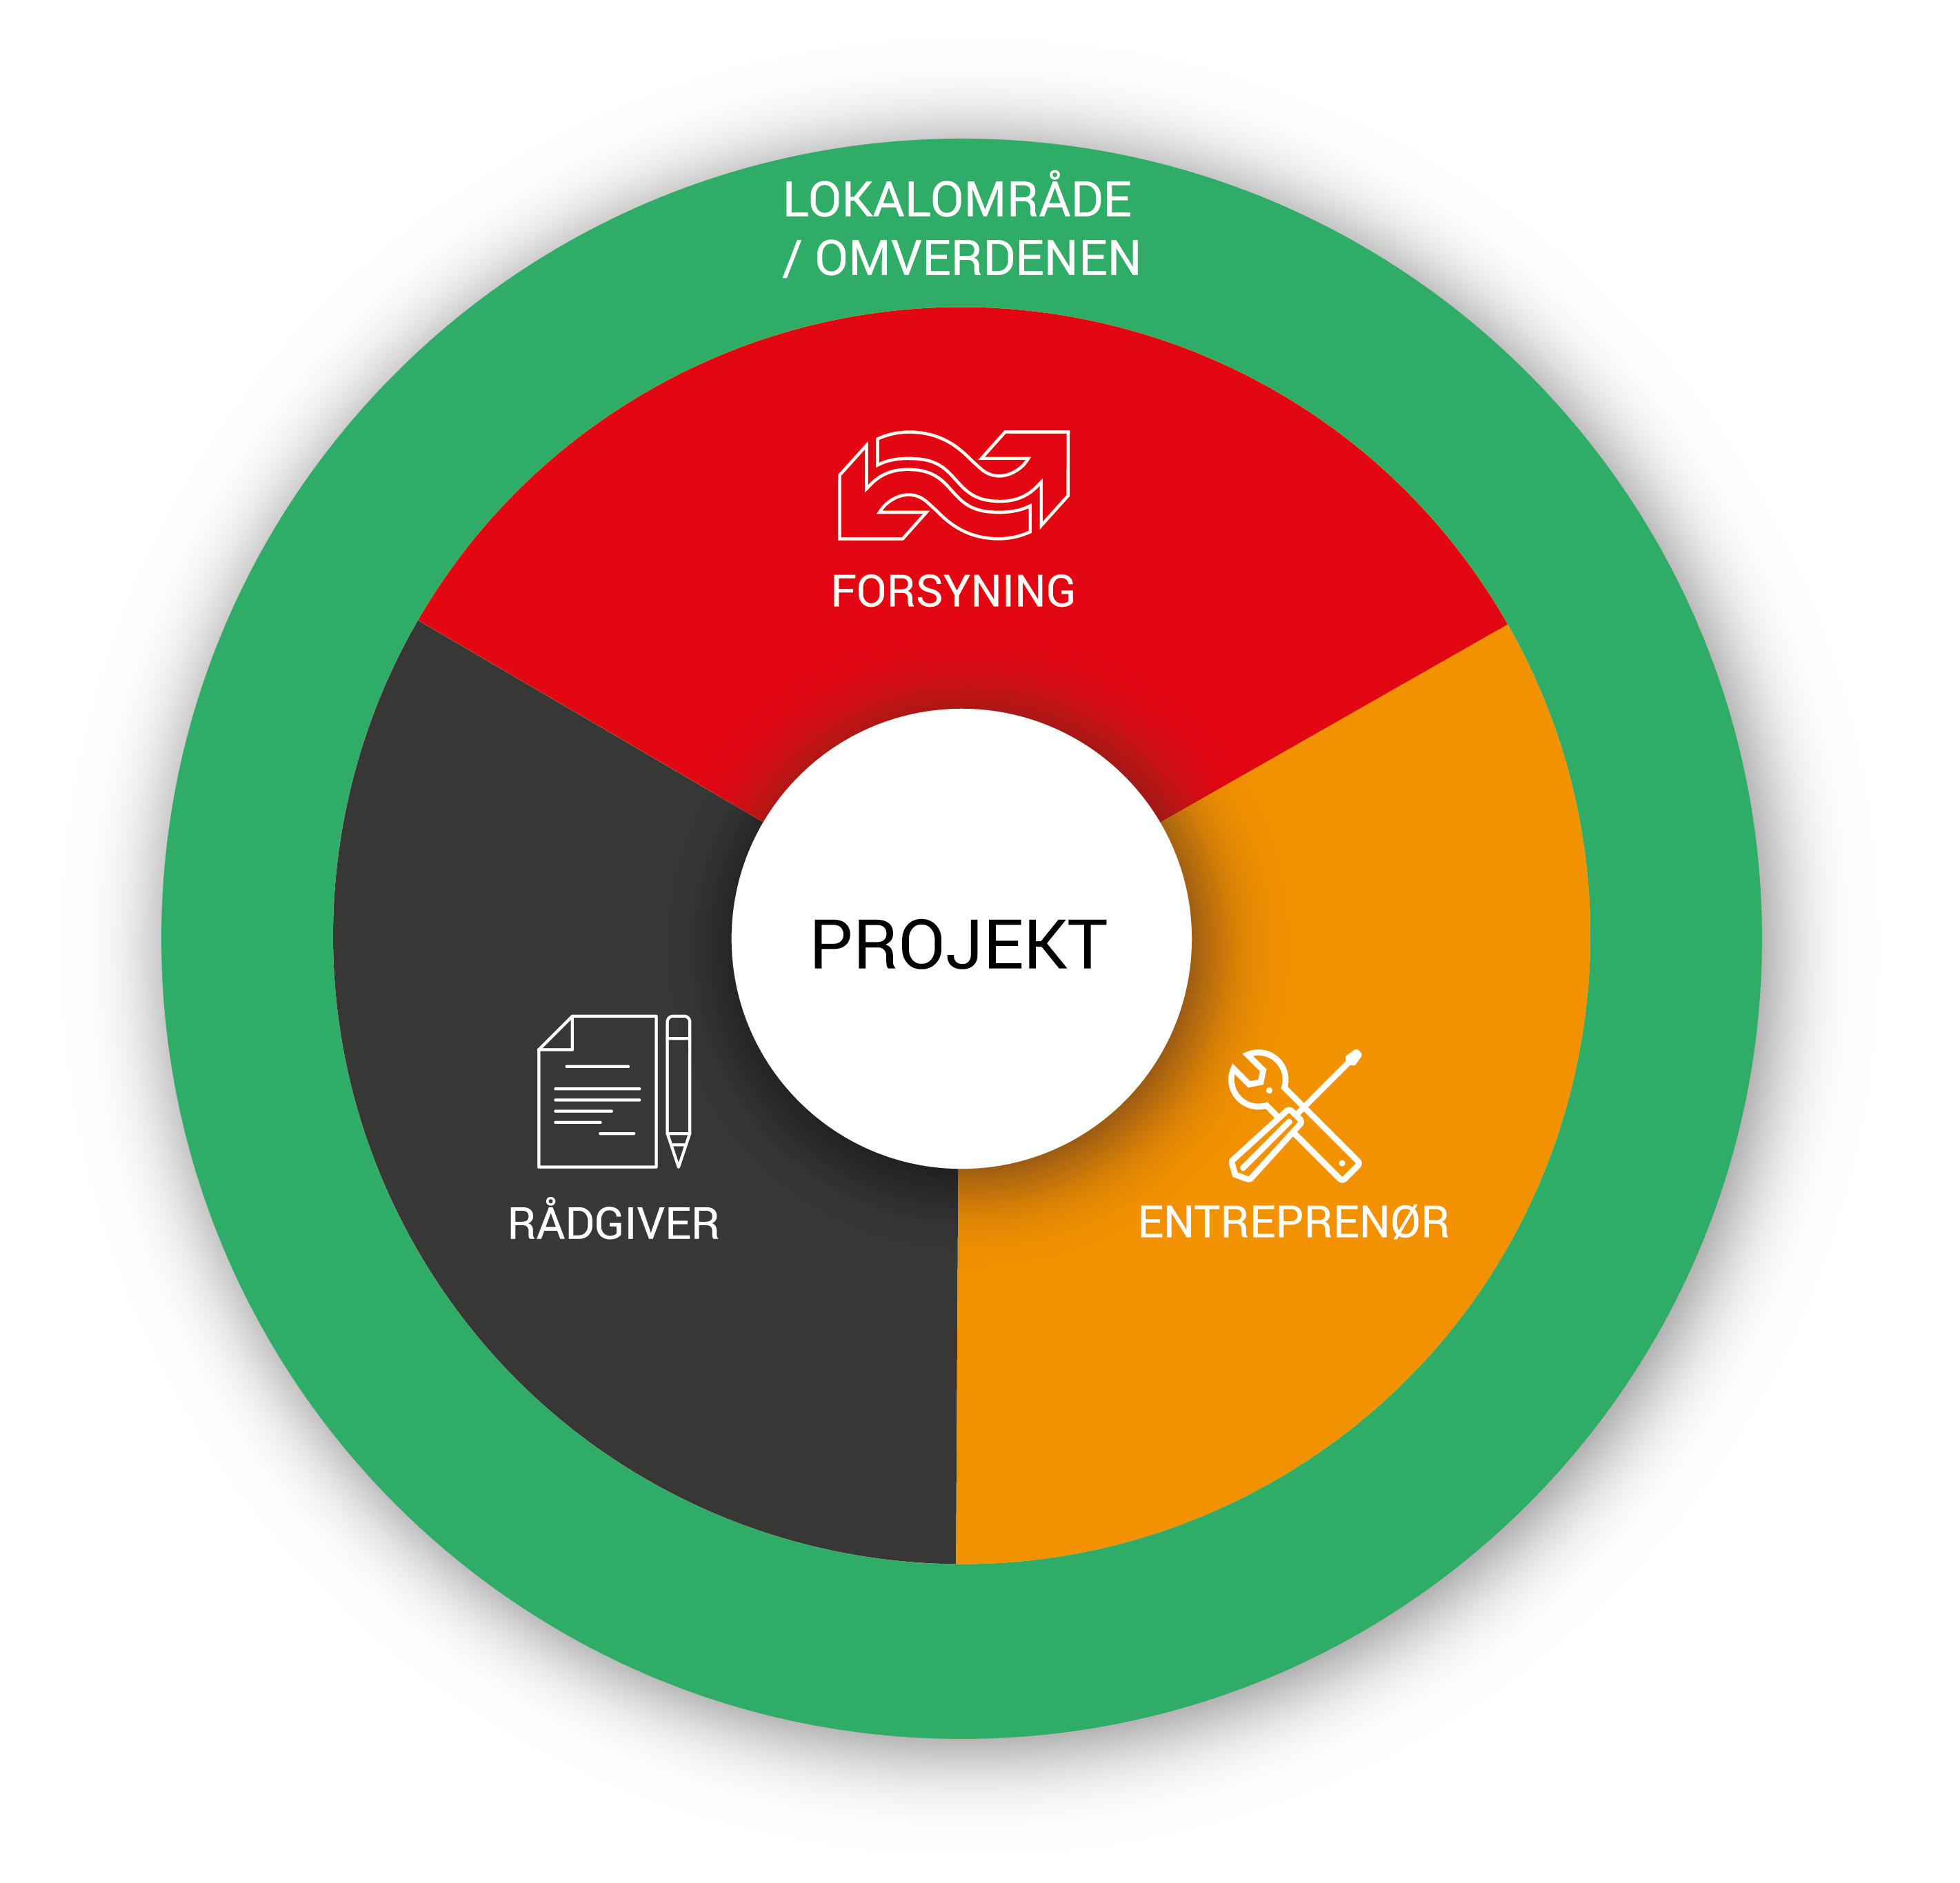 LOKALOMRÅDE
/ OMVERDENEN
FORSYNING
PROJEKT
RÅDGIVER
ENTREPRENØR